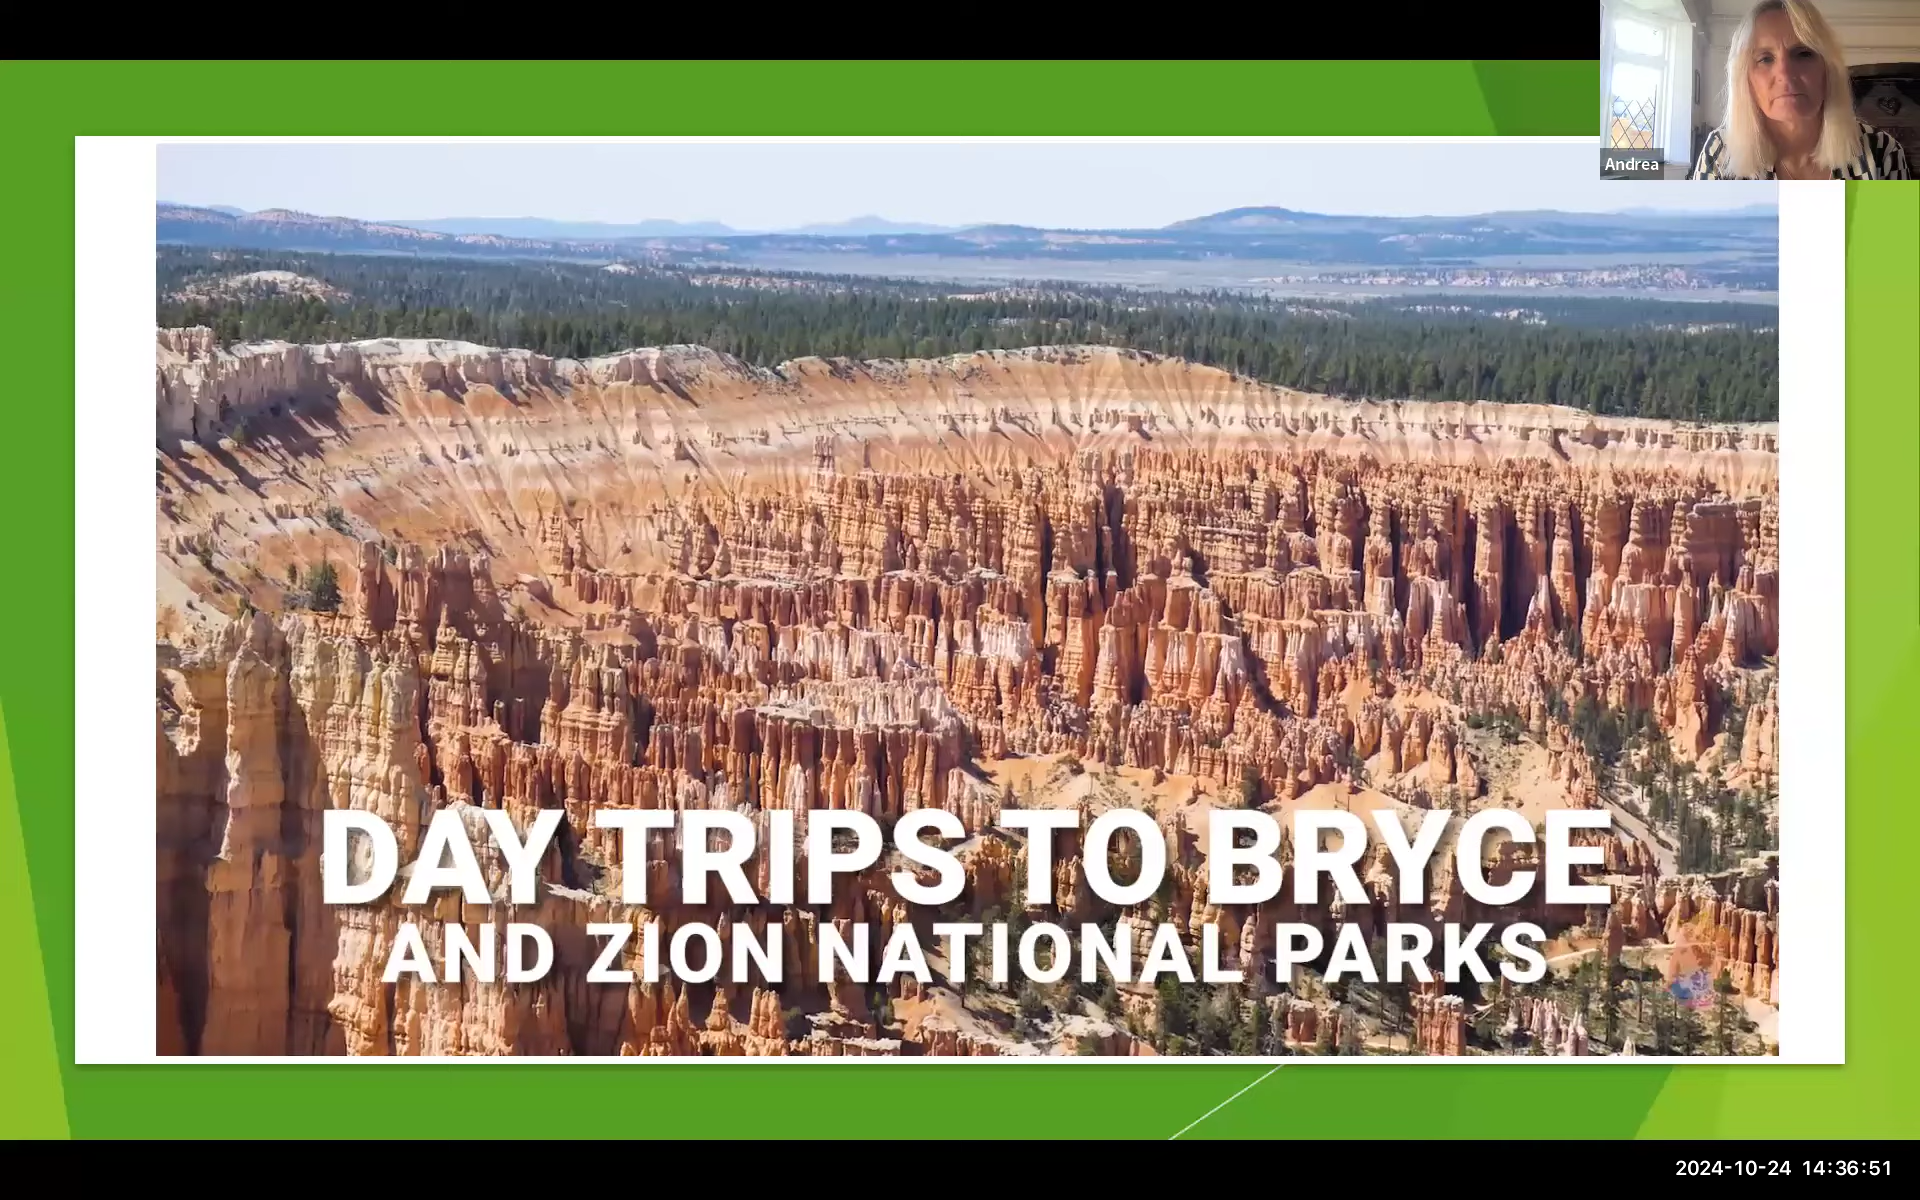 Andrea
DAY TRIPS TO BRYCE
AND ZION NATIONAL PARKS
2024-10-24 14:36:51